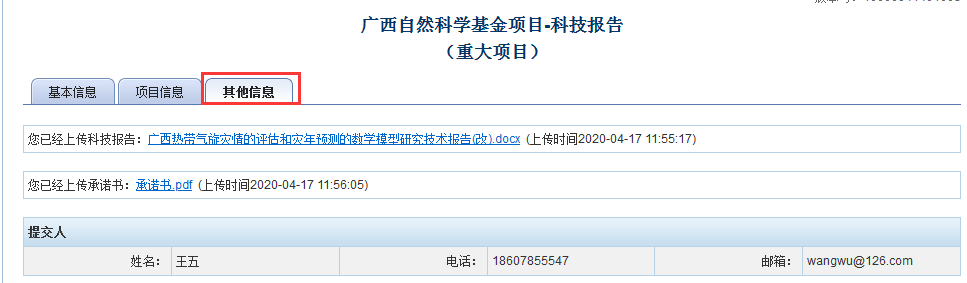 广西自然科学基金项目-科技报告
（重大项目）
基本信息 项目信息 其他信息
您已经上传科技报告：广西热带气旋灾情的评估和灾年预测的数学模型研究技术报告(改).docx (上传时间2020-04-17 11:55:17)
您已经上传承诺书：承诺书.pdf (上传时间2020-04-17 11:56:05)
提交人
姓名： 王五 电话： 18607855547 邮箱： wangwu@126.com